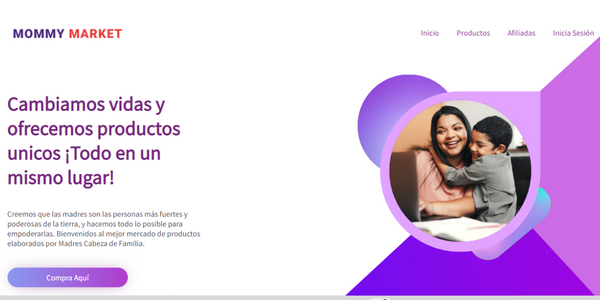 MOMMY MARKET
Inicio Productos Afiliadas Inicia Sesión
Cambiamos vidas y
ofrecemos productos
unicos ¡Todo en un
mismo lugar!
Creemos que las madres son las personas más fuertes y
poderosas de la tierra, y hacemos todo lo posible para
empoderarlas. Bienvenidos al mejor mercado de productos
elaborados por Madres Cabeza de Familia.
Compra Aquí